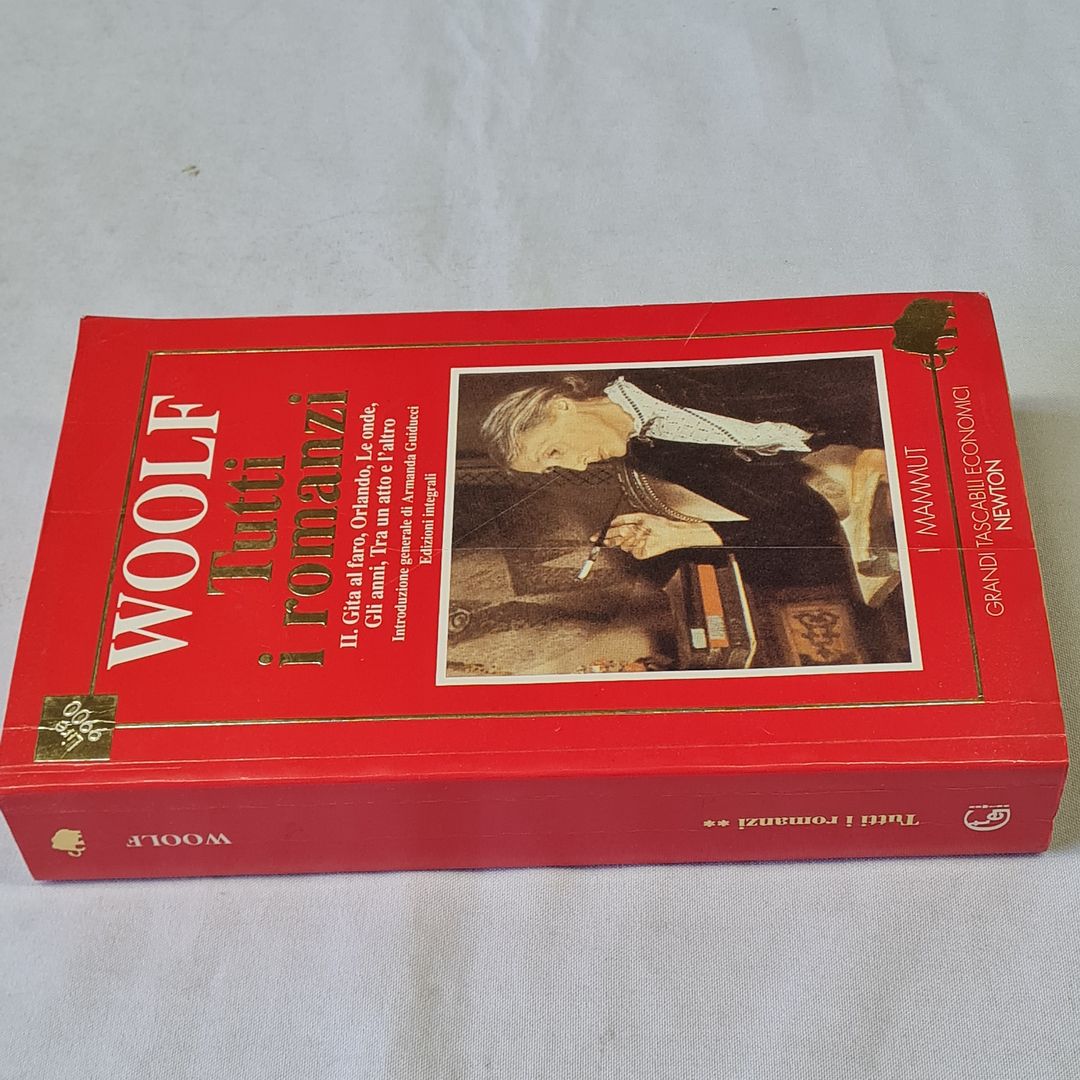 Lire
9900
WOOLF
Tutti
i romanzi
II. Gita al faro, Orlando, Le onde,
Gli anni, Tra un atto e l'altro
Introduzione generale di Armanda Guiducci
Edizioni integrali
I MAMMUT
GRANDI TASCABILI ECONOMICI
NEWTON
WOOLF
Tutti i romanzi **